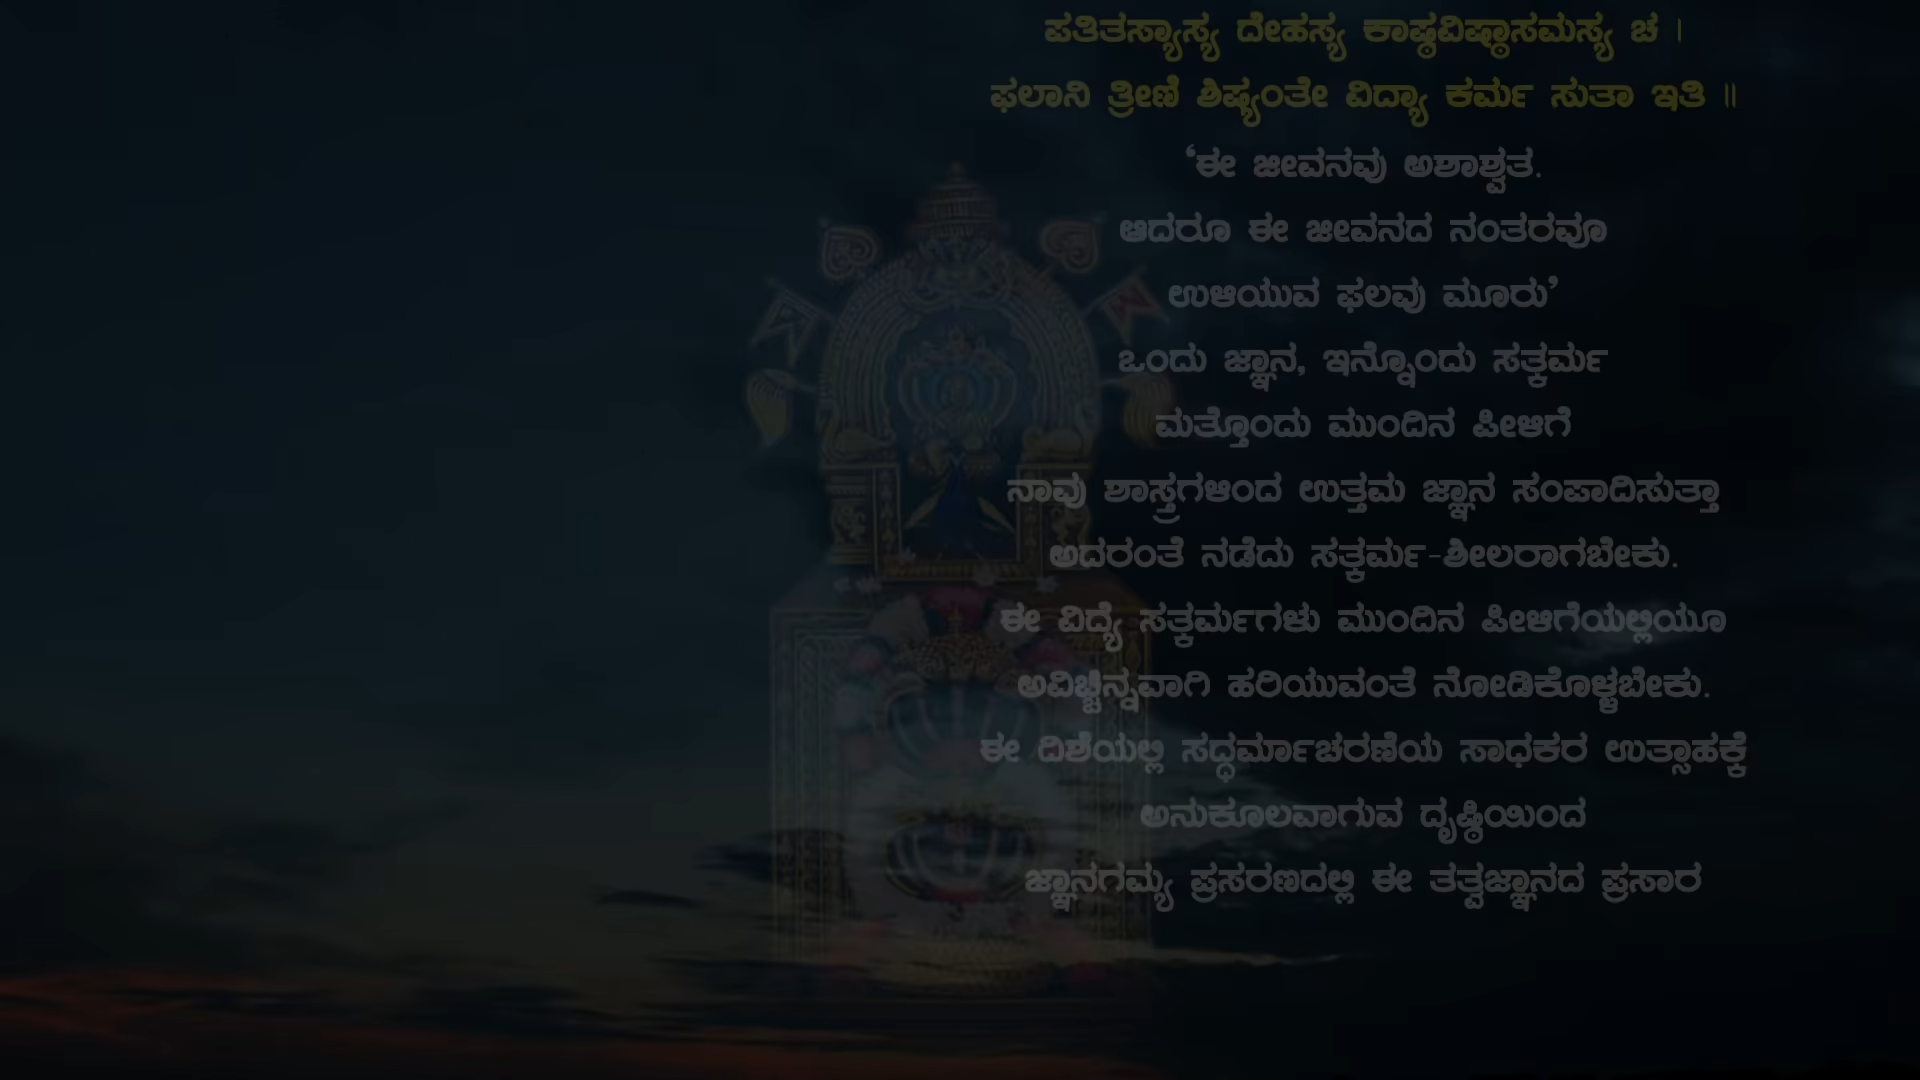 ಪತಿತಸ್ಯಾಸ್ಯ ದೇಹಸ್ಯ ಕಾಷ್ಠವಿಷ್ಠಾಸಮಸ್ಯ ಚ ।
ಫಲಾನಿ ತ್ರೀಣಿ ಶಿಷ್ಯಂತೇ ವಿದ್ಯಾ ಕರ್ಮ ಸುತಾ ಇತಿ ॥
‘ಈ ಜೀವನವು ಅಶಾಶ್ವತ.
ಆದರೂ ಈ ಜೀವನದ ನಂತರವೂ
ಉಳಿಯುವ ಫಲವು ಮೂರು’
ಒಂದು ಜ್ಞಾನ, ಇನ್ನೊಂದು ಸತ್ಕರ್ಮ
ಮತ್ತೊಂದು ಮುಂದಿನ ಪೀಳಿಗೆ
ನಾವು ಶಾಸ್ತ್ರಗಳಿಂದ ಉತ್ತಮ ಜ್ಞಾನ ಸಂಪಾದಿಸುತ್ತಾ
ಅದರಂತೆ ನಡೆದು ಸತ್ಕರ್ಮ-ಶೀಲರಾಗಬೇಕು.
ಈ ವಿದ್ಯೆ ಸತ್ಕರ್ಮಗಳು ಮುಂದಿನ ಪೀಳಿಗೆಯಲ್ಲಿಯೂ
ಅವಿಚ್ಛಿನ್ನವಾಗಿ ಹರಿಯುವಂತೆ ನೋಡಿಕೊಳ್ಳಬೇಕು.
ಈ ದಿಶೆಯಲ್ಲಿ ಸದ್ಧರ್ಮಾಚರಣೆಯ ಸಾಧಕರ ಉತ್ಸಾಹಕ್ಕೆ
ಅನುಕೂಲವಾಗುವ ದೃಷ್ಠಿಯಿಂದ
ಜ್ಞಾನಗಮ್ಯ ಪ್ರಸರಣದಲ್ಲಿ ಈ ತತ್ವಜ್ಞಾನದ ಪ್ರಸಾರ